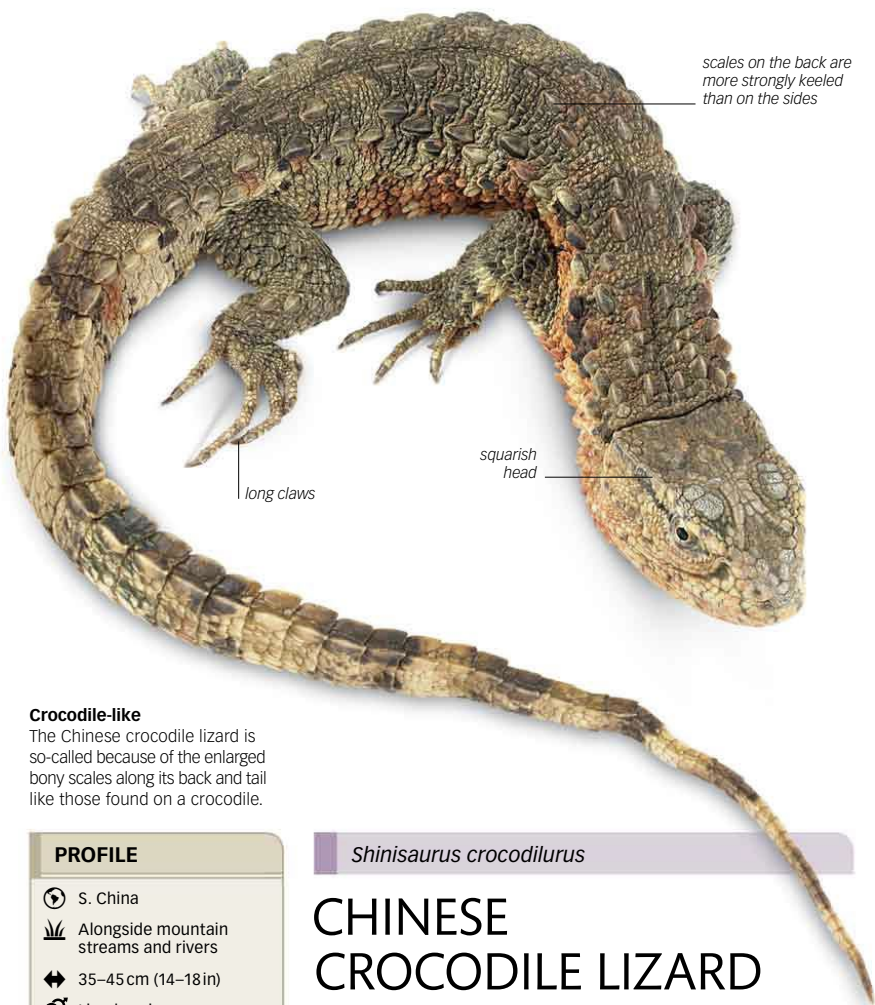 scales on the back are
more strongly keeled
than on the sides
squarish
head
long claws
Crocodile-like
The Chinese crocodile lizard is
so-called because of the enlarged
bony scales along its back and tail
like those found on a crocodile.
PROFILE
S. China
Alongside mountain
streams and rivers
35–45 cm (14–18 in)
Shinisaurus crocodilurus
CHINESE
CROCODILE LIZARD